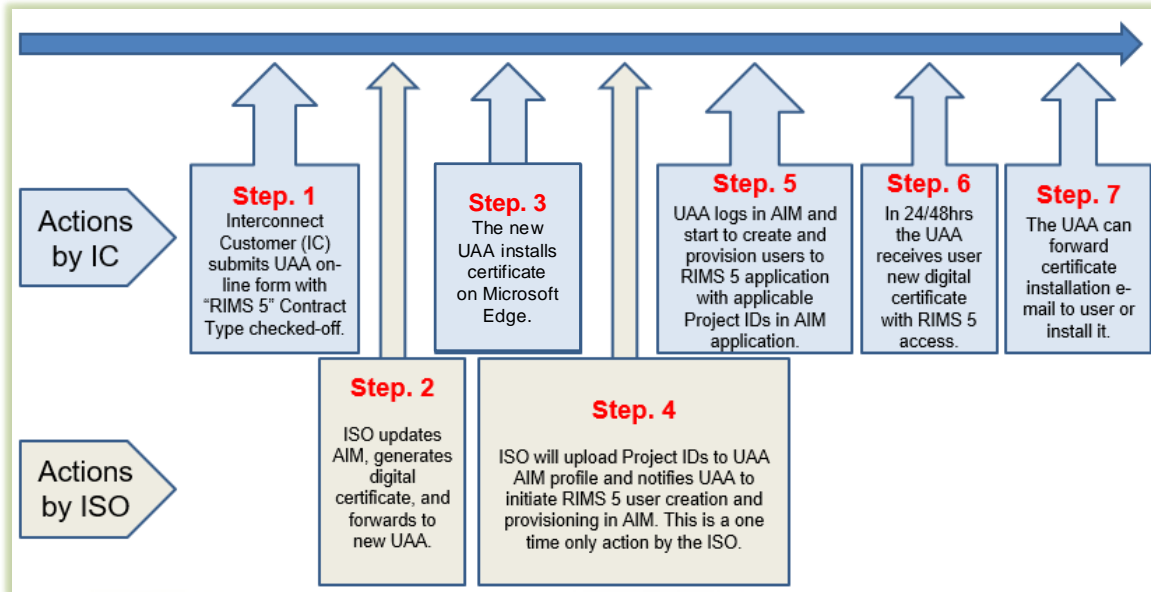 Actions
by IC
Step. 1
Interconnect
Customer (IC)
submits UAA on-
line form with
“RIMS 5” Contract
Type checked-off.
Step. 3
The new
UAA installs
certificate
on Microsoft
Edge.
Step. 5
UAA logs in AIM and
start to create and
provision users to
RIMS 5 application
with applicable
Project IDs in AIM
application.
Step. 6
In 24/48hrs
the UAA
receives user
new digital
certificate
with RIMS 5
access.
Step. 7
The UAA can
forward
certificate
installation e-
mail to user or
install it.
Actions
by ISO
Step. 2
ISO updates
AIM, generates
digital
certificate, and
forwards to
new UAA.
Step. 4
ISO will upload Project IDs to UAA
AIM profile and notifies UAA to
initiate RIMS 5 user creation and
provisioning in AIM. This is a one
time only action by the ISO.